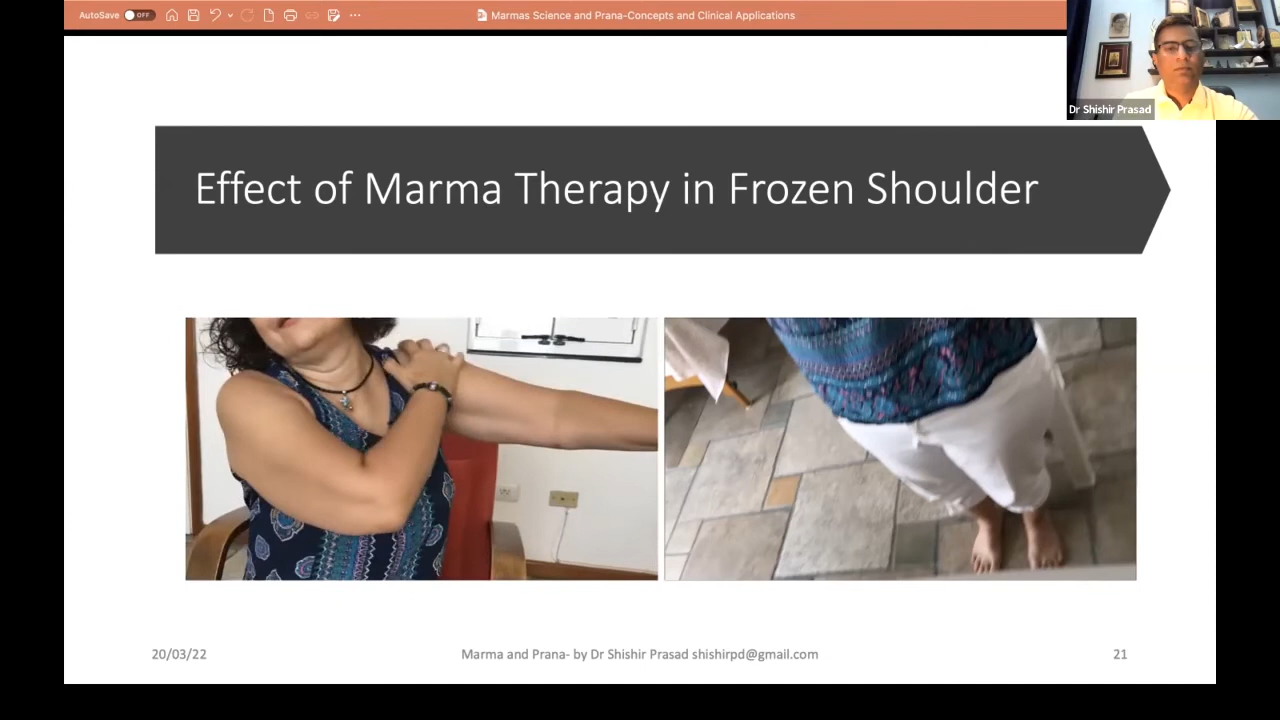 AutoSave OFF
Marmas Science and Prana-Concepts and Clinical Applications
Dr Shishir Prasad
Effect of Marma Therapy in Frozen Shoulder
20/03/22
Marma and Prana- by Dr Shishir Prasad shishirpd@gmail.com
21